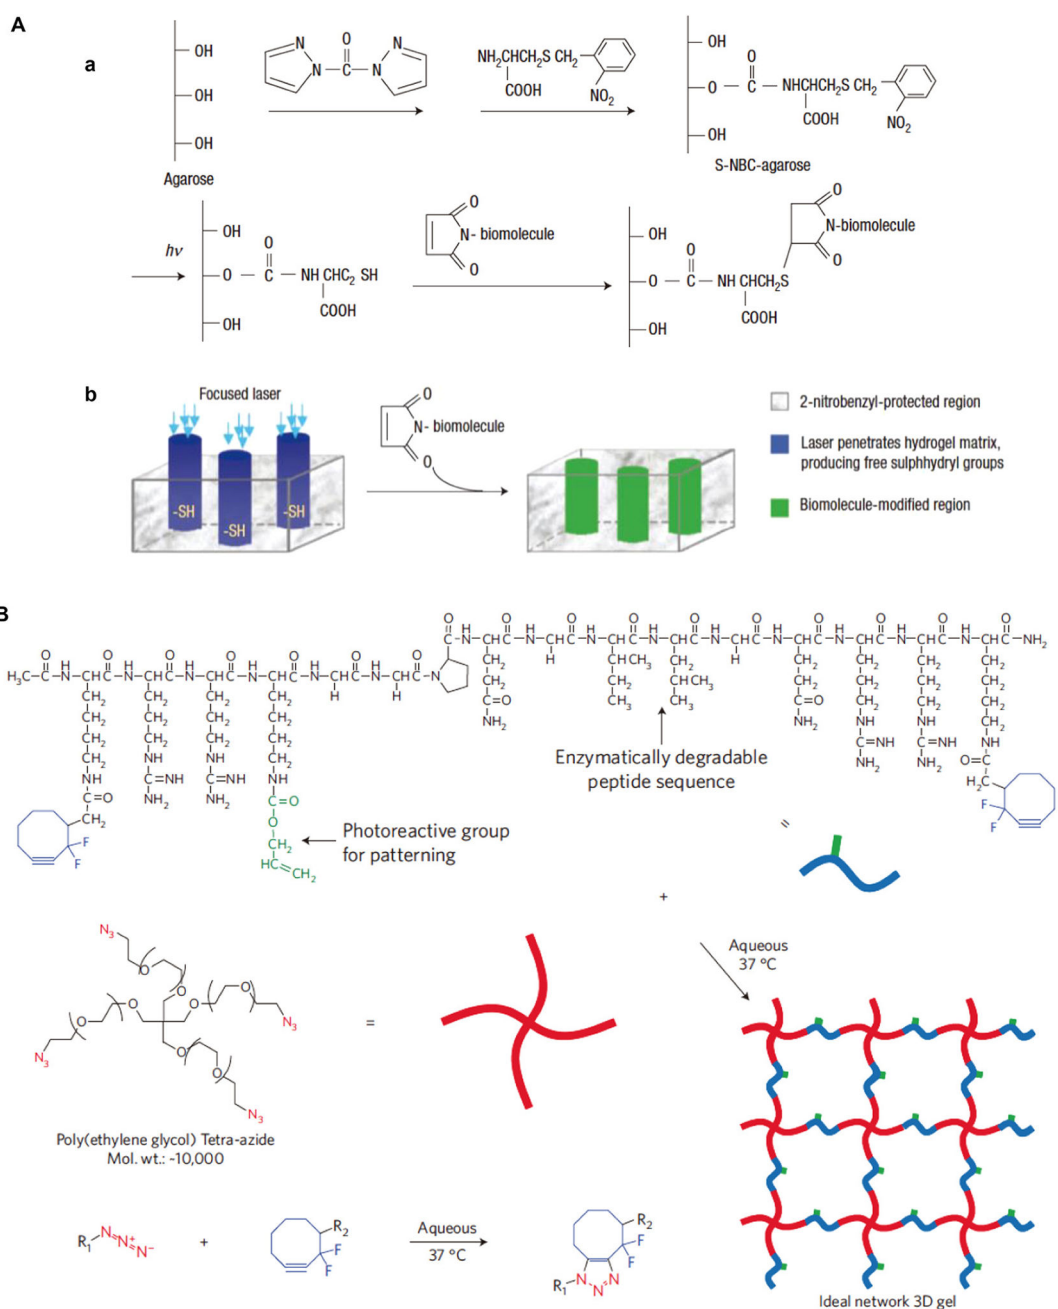 A
a
OH
OH
OH
Agarose
N
N
O
C
N
N
NH2CHCH2S CH2
COOH
NO2
OH
O
O
C
NHCHCH2S CH2
COOH
NO2
OH
S-NBC-agarose
hν
OH
O
O
C
NH CHC2 SH
COOH
OH
O
N- biomolecule
O
OH
O
O
C
NH CHCH2S
COOH
OH
O
N-biomolecule
O
b
Focused laser
-SH
-SH
-SH
O
N- biomolecule
O
2-nitrobenzyl-protected region
Laser penetrates hydrogel matrix,
producing free sulphhydryl groups
Biomolecule-modified region
B
Enzymatically degradable
peptide sequence
Photoreactive group
for patterning
=
+
Aqueous
37 °C
N3
N3
N3
N3
=
Poly(ethylene glycol) Tetra-azide
Mol. wt.: ~10,000
R1
N=N+=N−
+
R2
F
F
Aqueous
37 °C
R2
F
F
R1
N
N
N
Ideal network 3D gel